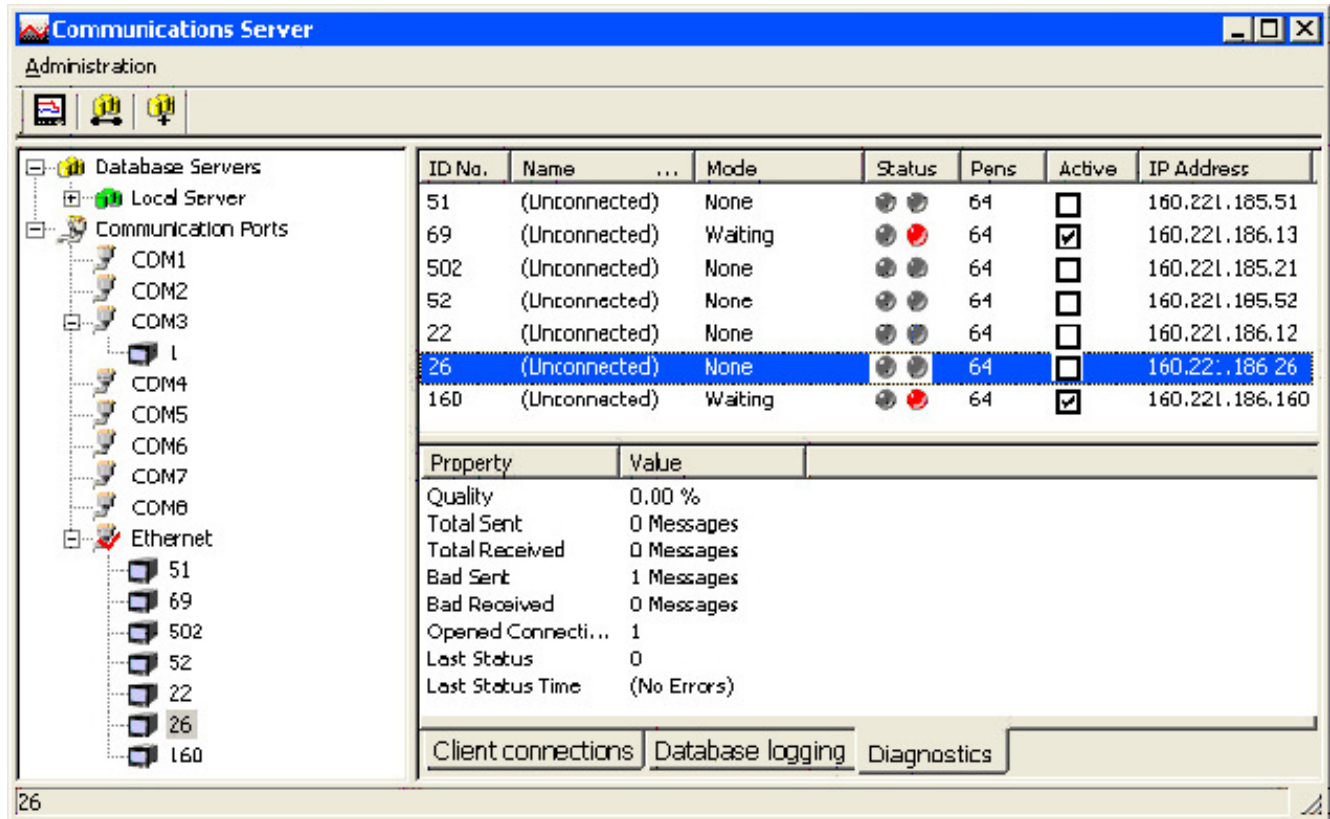 Communications Server
Administration
Database Servers
Local Server
Communication Ports
COM1
COM2
COM3
1
COM4
COM5
COM6
COM7
COM8
Ethernet
51
69
502
52
22
26
160
ID No. Name ... Mode Status Pens Active IP Address
51 (Unconnected) None 64 160.221.185.51
69 (Unconnected) Waiting 64 160.221.186.13
502 (Unconnected) None 64 160.221.185.21
52 (Unconnected) None 64 160.221.185.52
22 (Unconnected) None 64 160.221.186.12
26 (Unconnected) None 64 160.221.186.26
160 (Unconnected) Waiting 64 160.221.186.160
Property Value
Quality 0.00 %
Total Sent 0 Messages
Total Received 0 Messages
Bad Sent 1 Messages
Bad Received 0 Messages
Opened Connecti... 1
Last Status 0
Last Status Time (No Errors)
Client connections Database logging Diagnostics
26